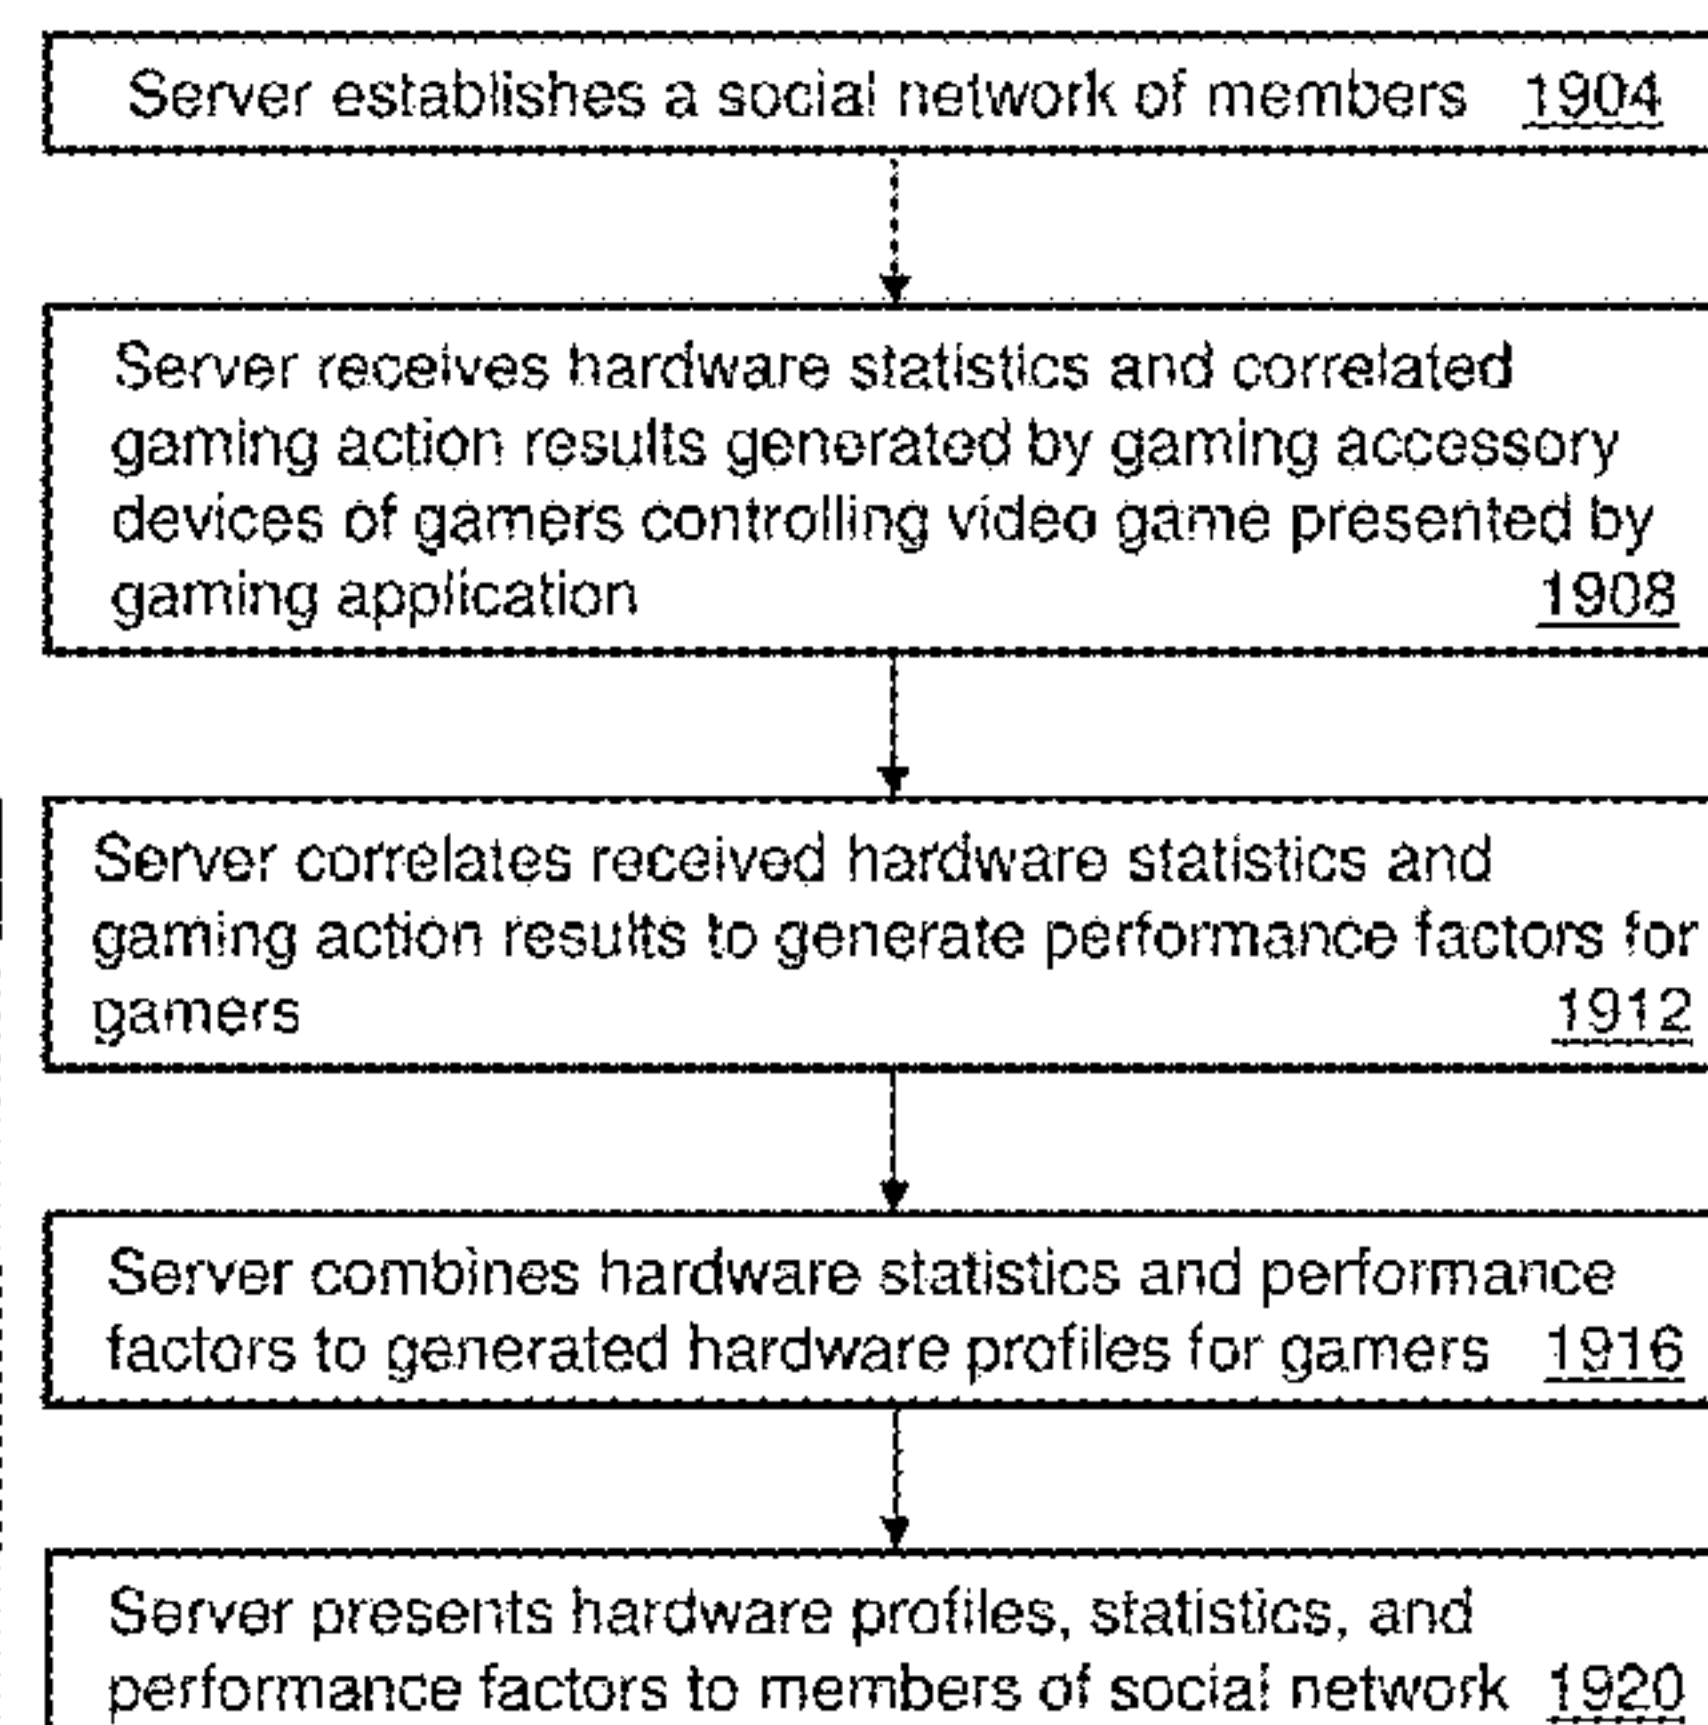 Server establishes a social network of members 1904
Server receives hardware statistics and correlated
gaming action results generated by gaming accessory
devices of gamers controlling video game presented by
gaming application 1908
Server correlates received hardware statistics and
gaming action results to generate performance factors for
gamers 1912
Server combines hardware statistics and performance
factors to generated hardware profiles for gamers 1916
Server presents hardware profiles, statistics, and
performance factors to members of social network 1920